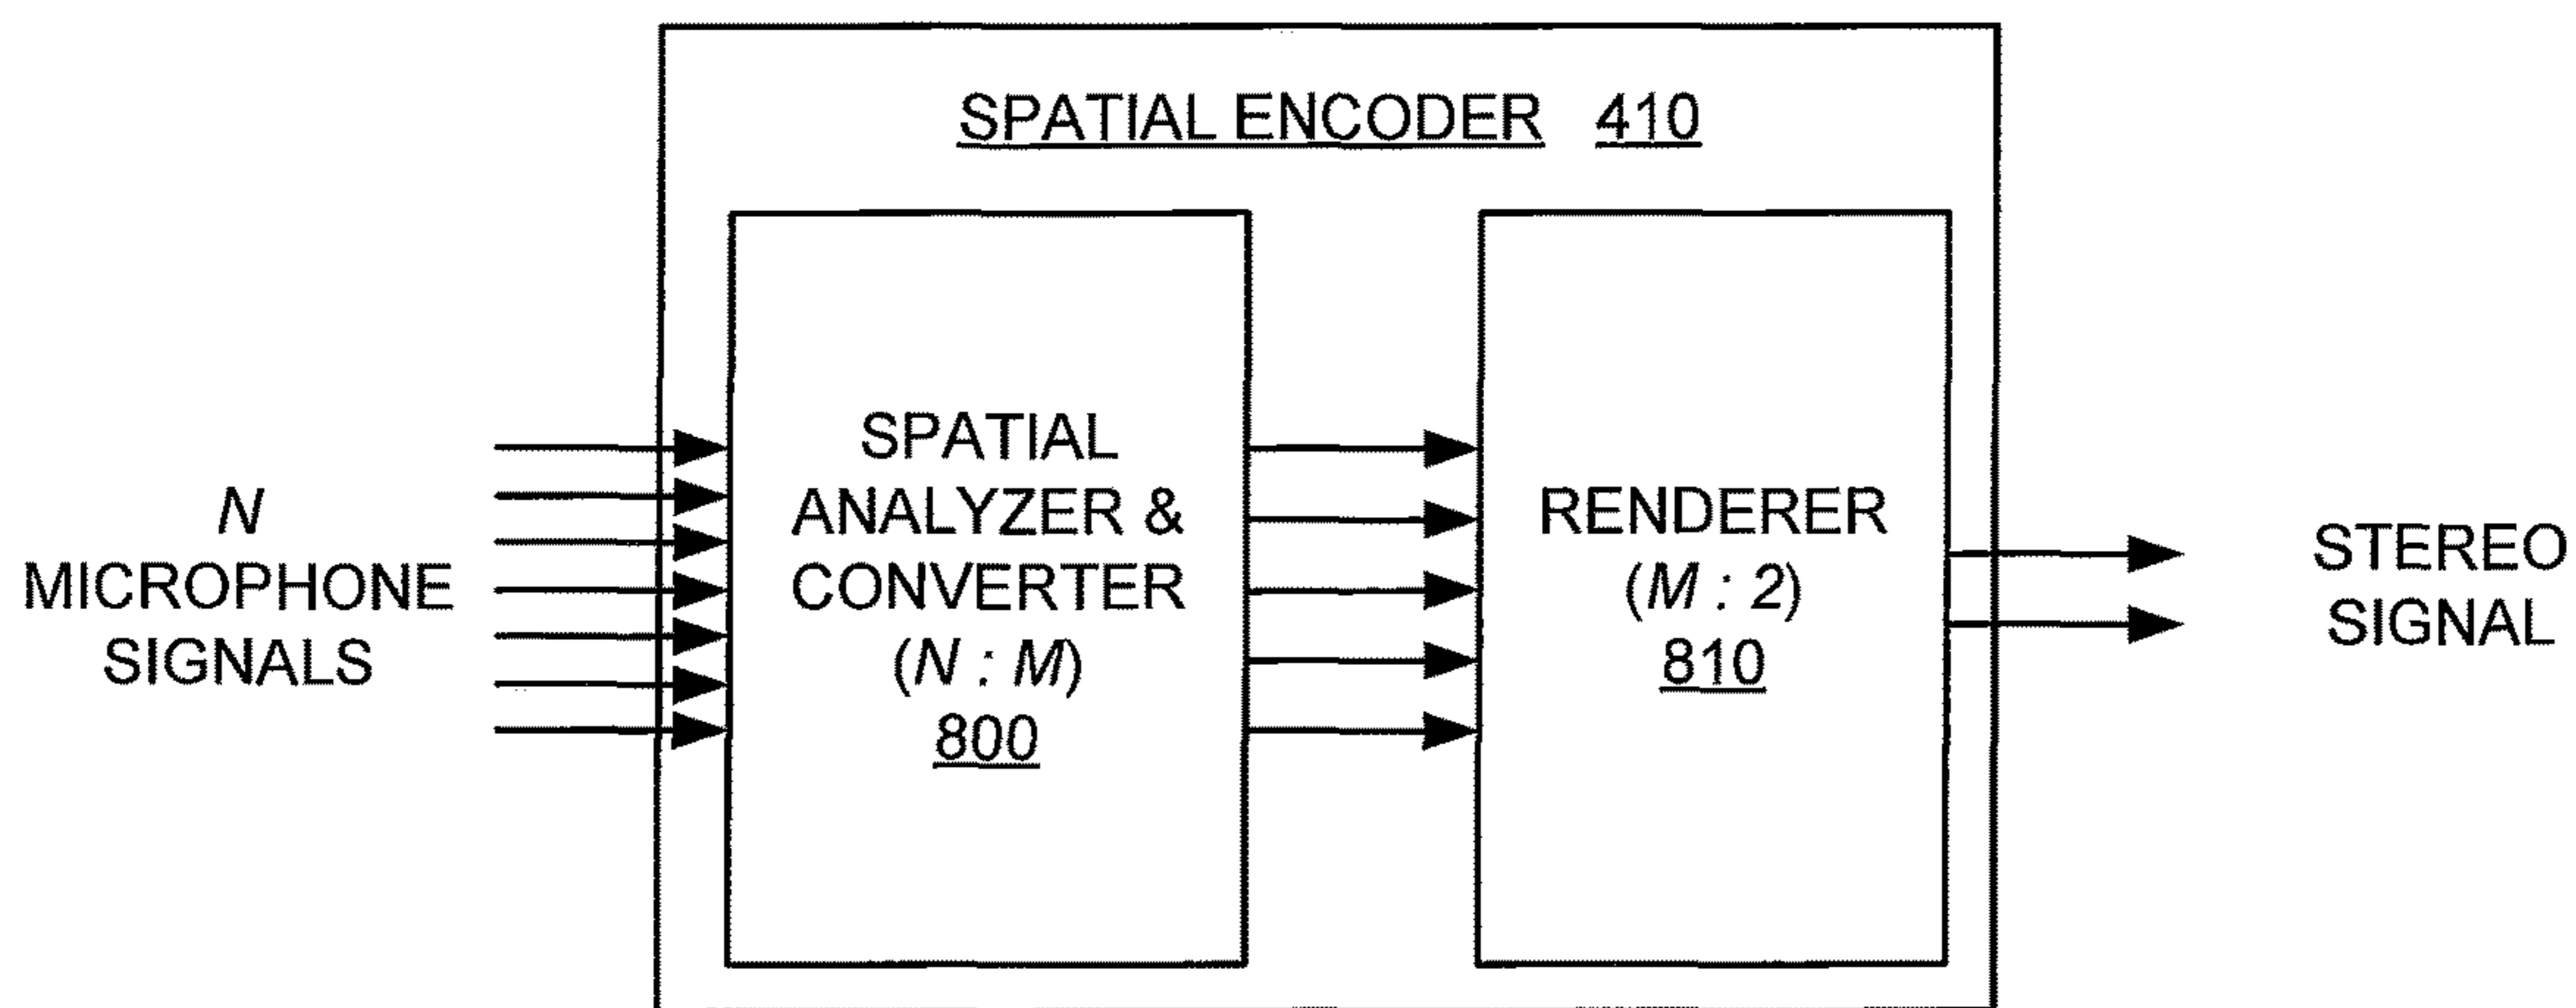 SPATIAL ENCODER 410
N
MICROPHONE
SIGNALS
SPATIAL
ANALYZER &
CONVERTER
(N : M)
800
RENDERER
(M : 2)
810
STEREO
SIGNAL